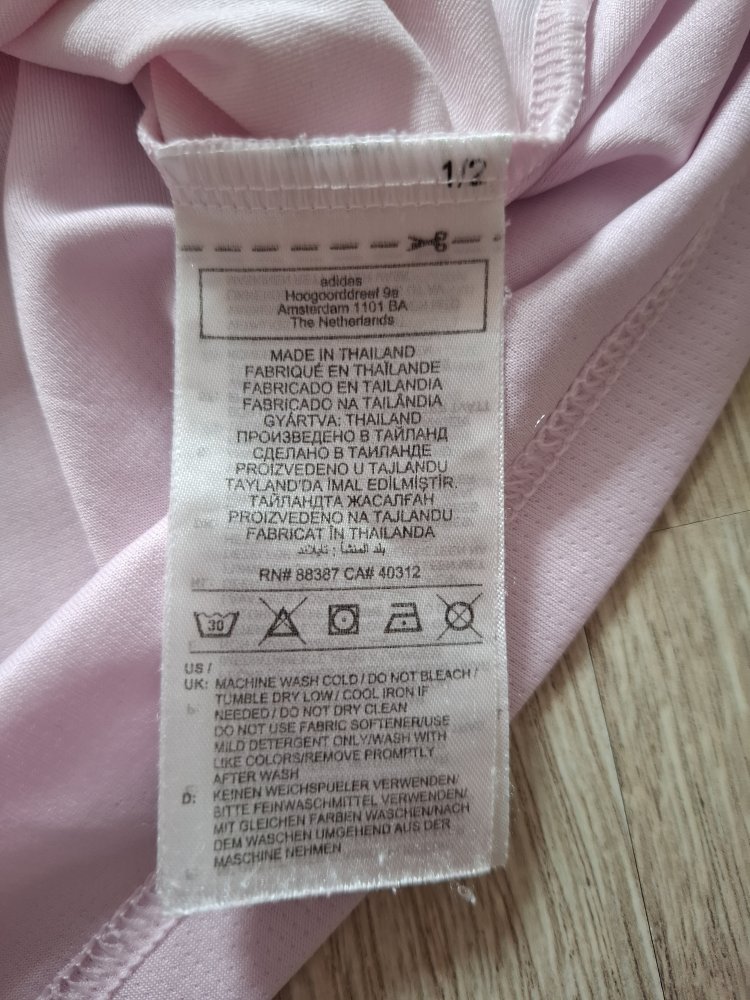 1/2
adidas
Hoogoorddreef 9a
Amsterdam 1101 BA
The Netherlands
MADE IN THAILAND
FABRIQUÉ EN THAÏLANDE
FABRICADO EN TAILANDIA
FABRICADO NA TAILÂNDIA
GYÁRTVA: THAILAND
ПРОИЗВЕДЕНО В ТАЙЛАНД
СДЕЛАНО В ТАИЛАНДЕ
PROIZVEDENO U TAJLANDU
TAYLAND'DA İMAL EDİLMİŞTİR.
ТАЙЛАНДТА ЖАСАЛҒАН
PROIZVEDENO NA TAJLANDU
FABRICAT ÎN THAILANDA
بلد المنشأ : تايلاند
RN# 88387 CA# 40312
30
US /
UK: MACHINE WASH COLD / DO NOT BLEACH /
TUMBLE DRY LOW / COOL IRON IF
NEEDED / DO NOT DRY CLEAN
DO NOT USE FABRIC SOFTENER/USE
MILD DETERGENT ONLY/WASH WITH
LIKE COLORS/REMOVE PROMPTLY
AFTER WASH
D: KEINEN WEICHSPUELER VERWENDEN/
BITTE FEINWASCHMITTEL VERWENDEN/
MIT GLEICHEN FARBEN WASCHEN/NACH
DEM WASCHEN UMGEHEND AUS DER
MASCHINE NEHMEN